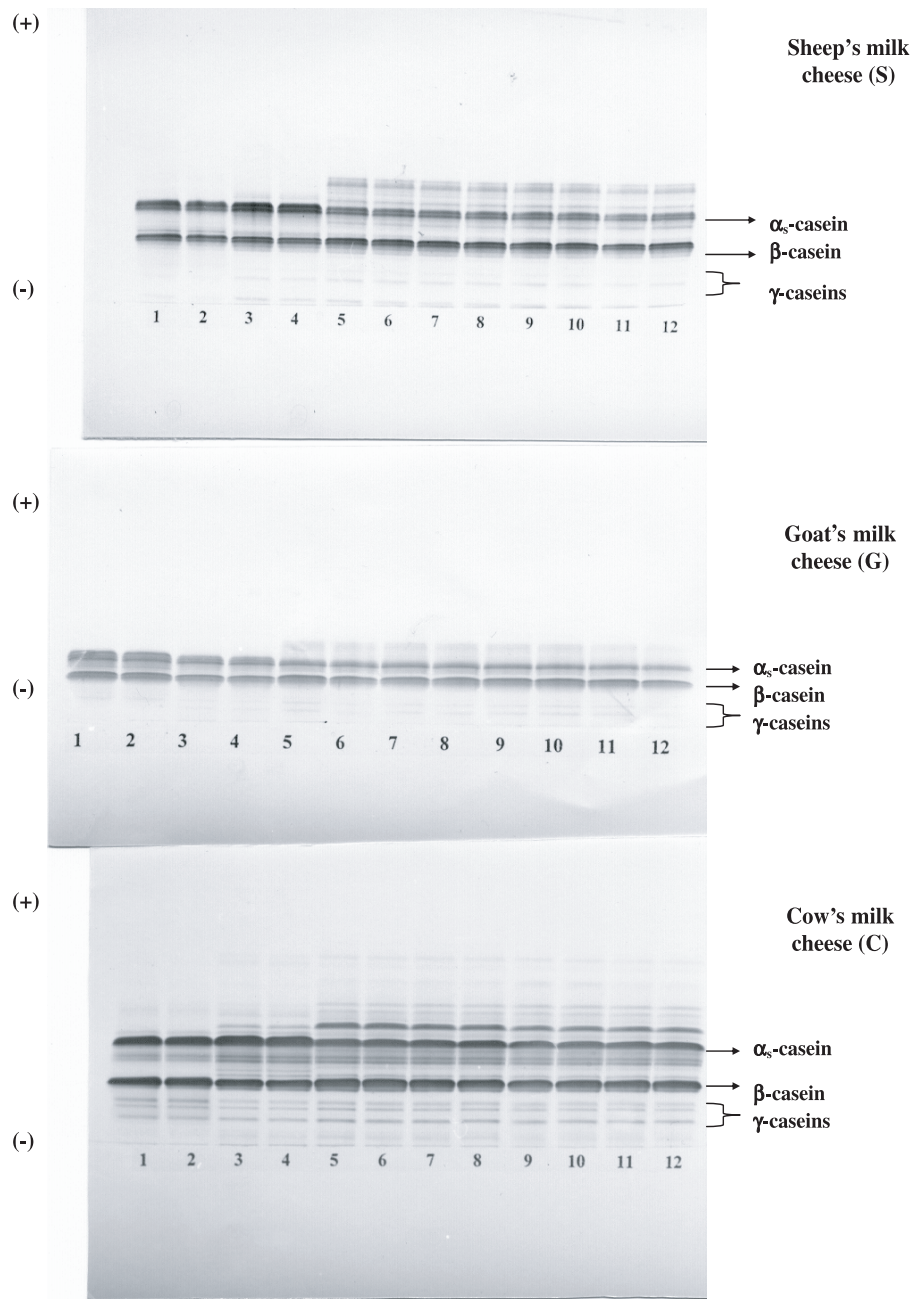 (+)
Sheep's milk
cheese (S)
αs-casein
β-casein
(-)
γ-caseins
1 2 3 4 5 6 7 8 9 10 11 12
(+)
Goat's milk
cheese (G)
αs-casein
(-)
β-casein
γ-caseins
1 2 3 4 5 6 7 8 9 10 11 12
(+)
Cow's milk
cheese (C)
αs-casein
β-casein
γ-caseins
(-)
1 2 3 4 5 6 7 8 9 10 11 12